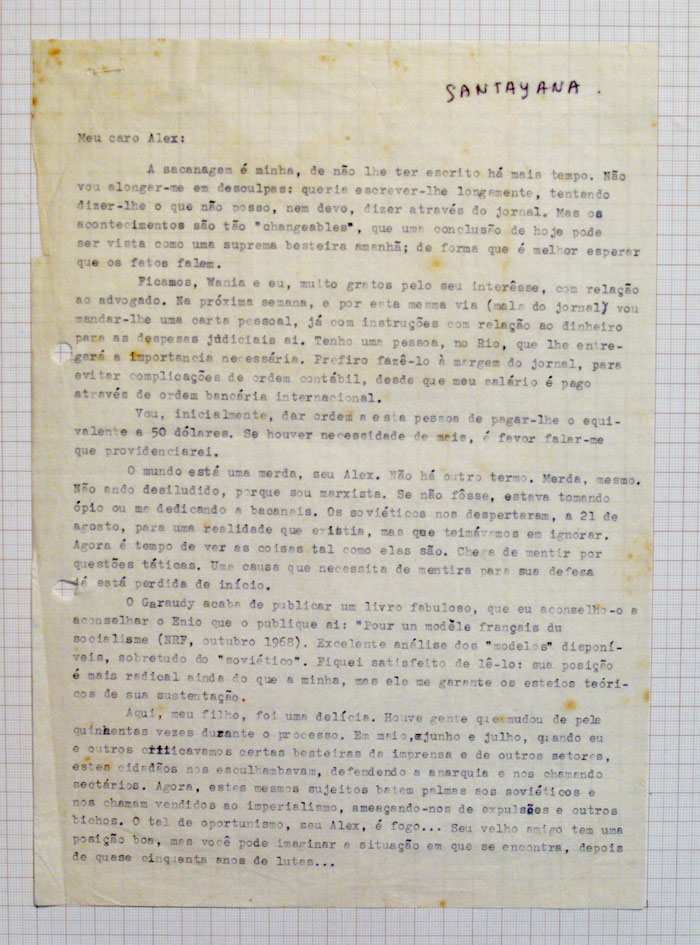 SANTAYANA.
Meu caro Alex:
A sacanagem é minha, de não lhe ter escrito há mais tempo. Não
vou alongar-me em desculpas: queria escrever-lhe longamente, tentando
dizer-lhe o que não posso, nem devo, dizer através do jornal. Mas os
acontecimentos são tão "changeables", que uma conclusão de hoje pode
ser vista como uma suprema besteira amanhã; de forma que é melhor esperar
que os fatos falem.
Ficamos, Wania e eu, muito gratos pelo seu interêsse, com relação
ao advogado. Na próxima semana, e por esta mesma via (mala do jornal) vou
mandar-lhe uma carta pessoal, já com instruções com relação ao dinheiro
para as despesas júdiciais ai. Tenho uma pessoa, no Rio, que lhe entre-
gará a importancia necessária. Prefiro fazê-lo à margem do jornal, para
evitar complicações de ordem contábil, desde que meu salário é pago
através de ordem bancária internacional.
Vou, inicialmente, dar ordem a esta pessoa de pagar-lhe o equi-
valente a 50 dólares. Se houver necessidade de mais, é favor falar-me
que providenciarei.
O mundo está uma merda, seu Alex. Não há outro termo. Merda, mesmo.
Não ando desiludido, porque sou marxista. Se não fôsse, estava tomando
ópio ou me dedicando a bacanais. Os soviéticos nos despertaram, a 21 de
agosto, para uma realidade que existia, mas que teimávamos em ignorar.
Agora é tempo de ver as coisas tal como elas são. Chega de mentir por
questões táticas. Uma causa que necessita de mentira para sua defesa
já está perdida de início.
O Garaudy acaba de publicar um livro fabuloso, que eu aconselho-o a
aconselhar o Enio que o publique ai: "Pour un modèle français du
socialisme (NRF, outubro 1968). Excelente análise dos "modelos" disponí-
veis, sobretudo do "soviético". Fiquei satisfeito de lê-lo: sua posição
é mais radical ainda do que a minha, mas ele me garante os esteios teóri-
cos de sua sustentação.
Aqui, meu filho, foi uma delícia. Houve gente que mudou de pele
quinhentas vezes durante o processo. Em maio, junho e julho, quando eu
e outros criticavamos certas besteiras da imprensa e de outros setores,
estes cidadãos nos esculhambavam, defendendo a anarquia e nos chamando
sectários. Agora, estes mesmos sujeitos batem palmas aos soviéticos e
nos chamam vendidos ao imperialismo, ameaçando-nos de expulsões e outros
bichos. O tal de oportunismo, seu Alex, é fogo... Seu velho amigo tem uma
posição boa, mas você pode imaginar a situação em que se encontra, depois
de quase cinquenta anos de lutas...